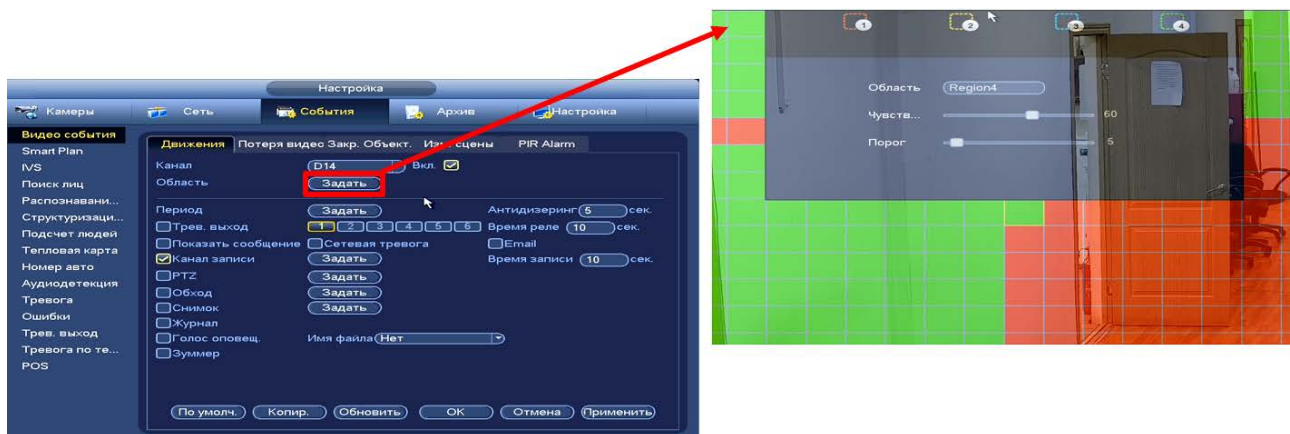 Настройка
Камеры Сеть События Архив Настройка
Видео события
Smart Plan
IVS
Поиск лиц
Распознавани...
Структуризаци...
Подсчет людей
Тепловая карта
Номер авто
Аудиодетекция
Тревога
Ошибки
Трев. выход
Тревога по те...
POS
Движения Потеря видео Закр. Объект. Изм. сцены PIR Alarm
Канал D14 Вкл.
Область Задать
Период Задать Антидизеринг 5 сек.
Трев. выход 1 2 3 4 5 6 Время реле 10 сек.
Показать сообщение Сетевая тревога Email
Канал записи Задать Время записи 10 сек.
PTZ Задать
Обход Задать
Снимок Задать
Журнал
Голос оповещ. Имя файла Нет
Зуммер
По умолч. Копир. Обновить OK Отмена Применить
1 2 3 4
Область Region4
Чувств... 60
Порог 5